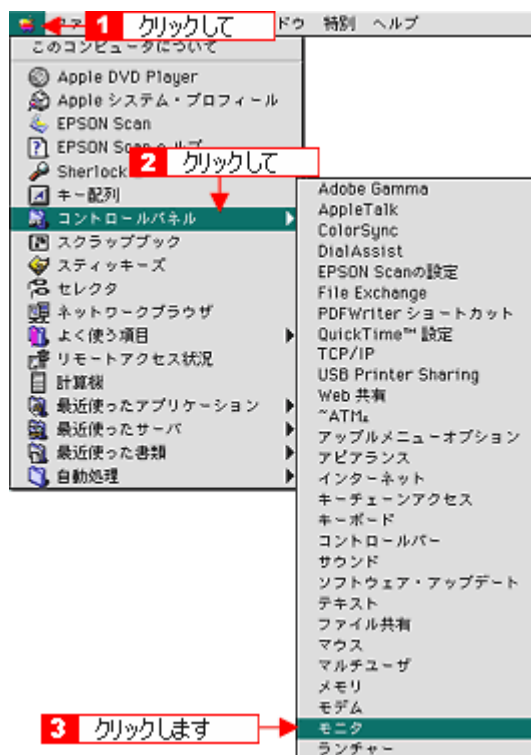 1 クリックして
ドウ 特別 ヘルプ
このコンピュータについて
Apple DVD Player
Apple システム・プロフィール
EPSON Scan
EPSON Scan ヘルプ
Sherlock
2 クリックして
キー配列
コントロールパネル
スクラップブック
スティッキーズ
セレクタ
ネットワークブラウザ
よく使う項目
リモートアクセス状況
計算機
最近使ったアプリケーション
最近使ったサーバ
最近使った書類
自動処理
Adobe Gamma
AppleTalk
ColorSync
DialAssist
EPSON Scanの設定
File Exchange
PDFWriter ショートカット
QuickTime™ 設定
TCP/IP
USB Printer Sharing
Web 共有
~ATM
アップルメニューオプション
アピアランス
インターネット
キーチェーンアクセス
キーボード
コントロールバー
サウンド
ソフトウェア・アップデート
テキスト
ファイル共有
マウス
マルチユーザ
メモリ
モデム
3 クリックします
モニタ
ランチャー